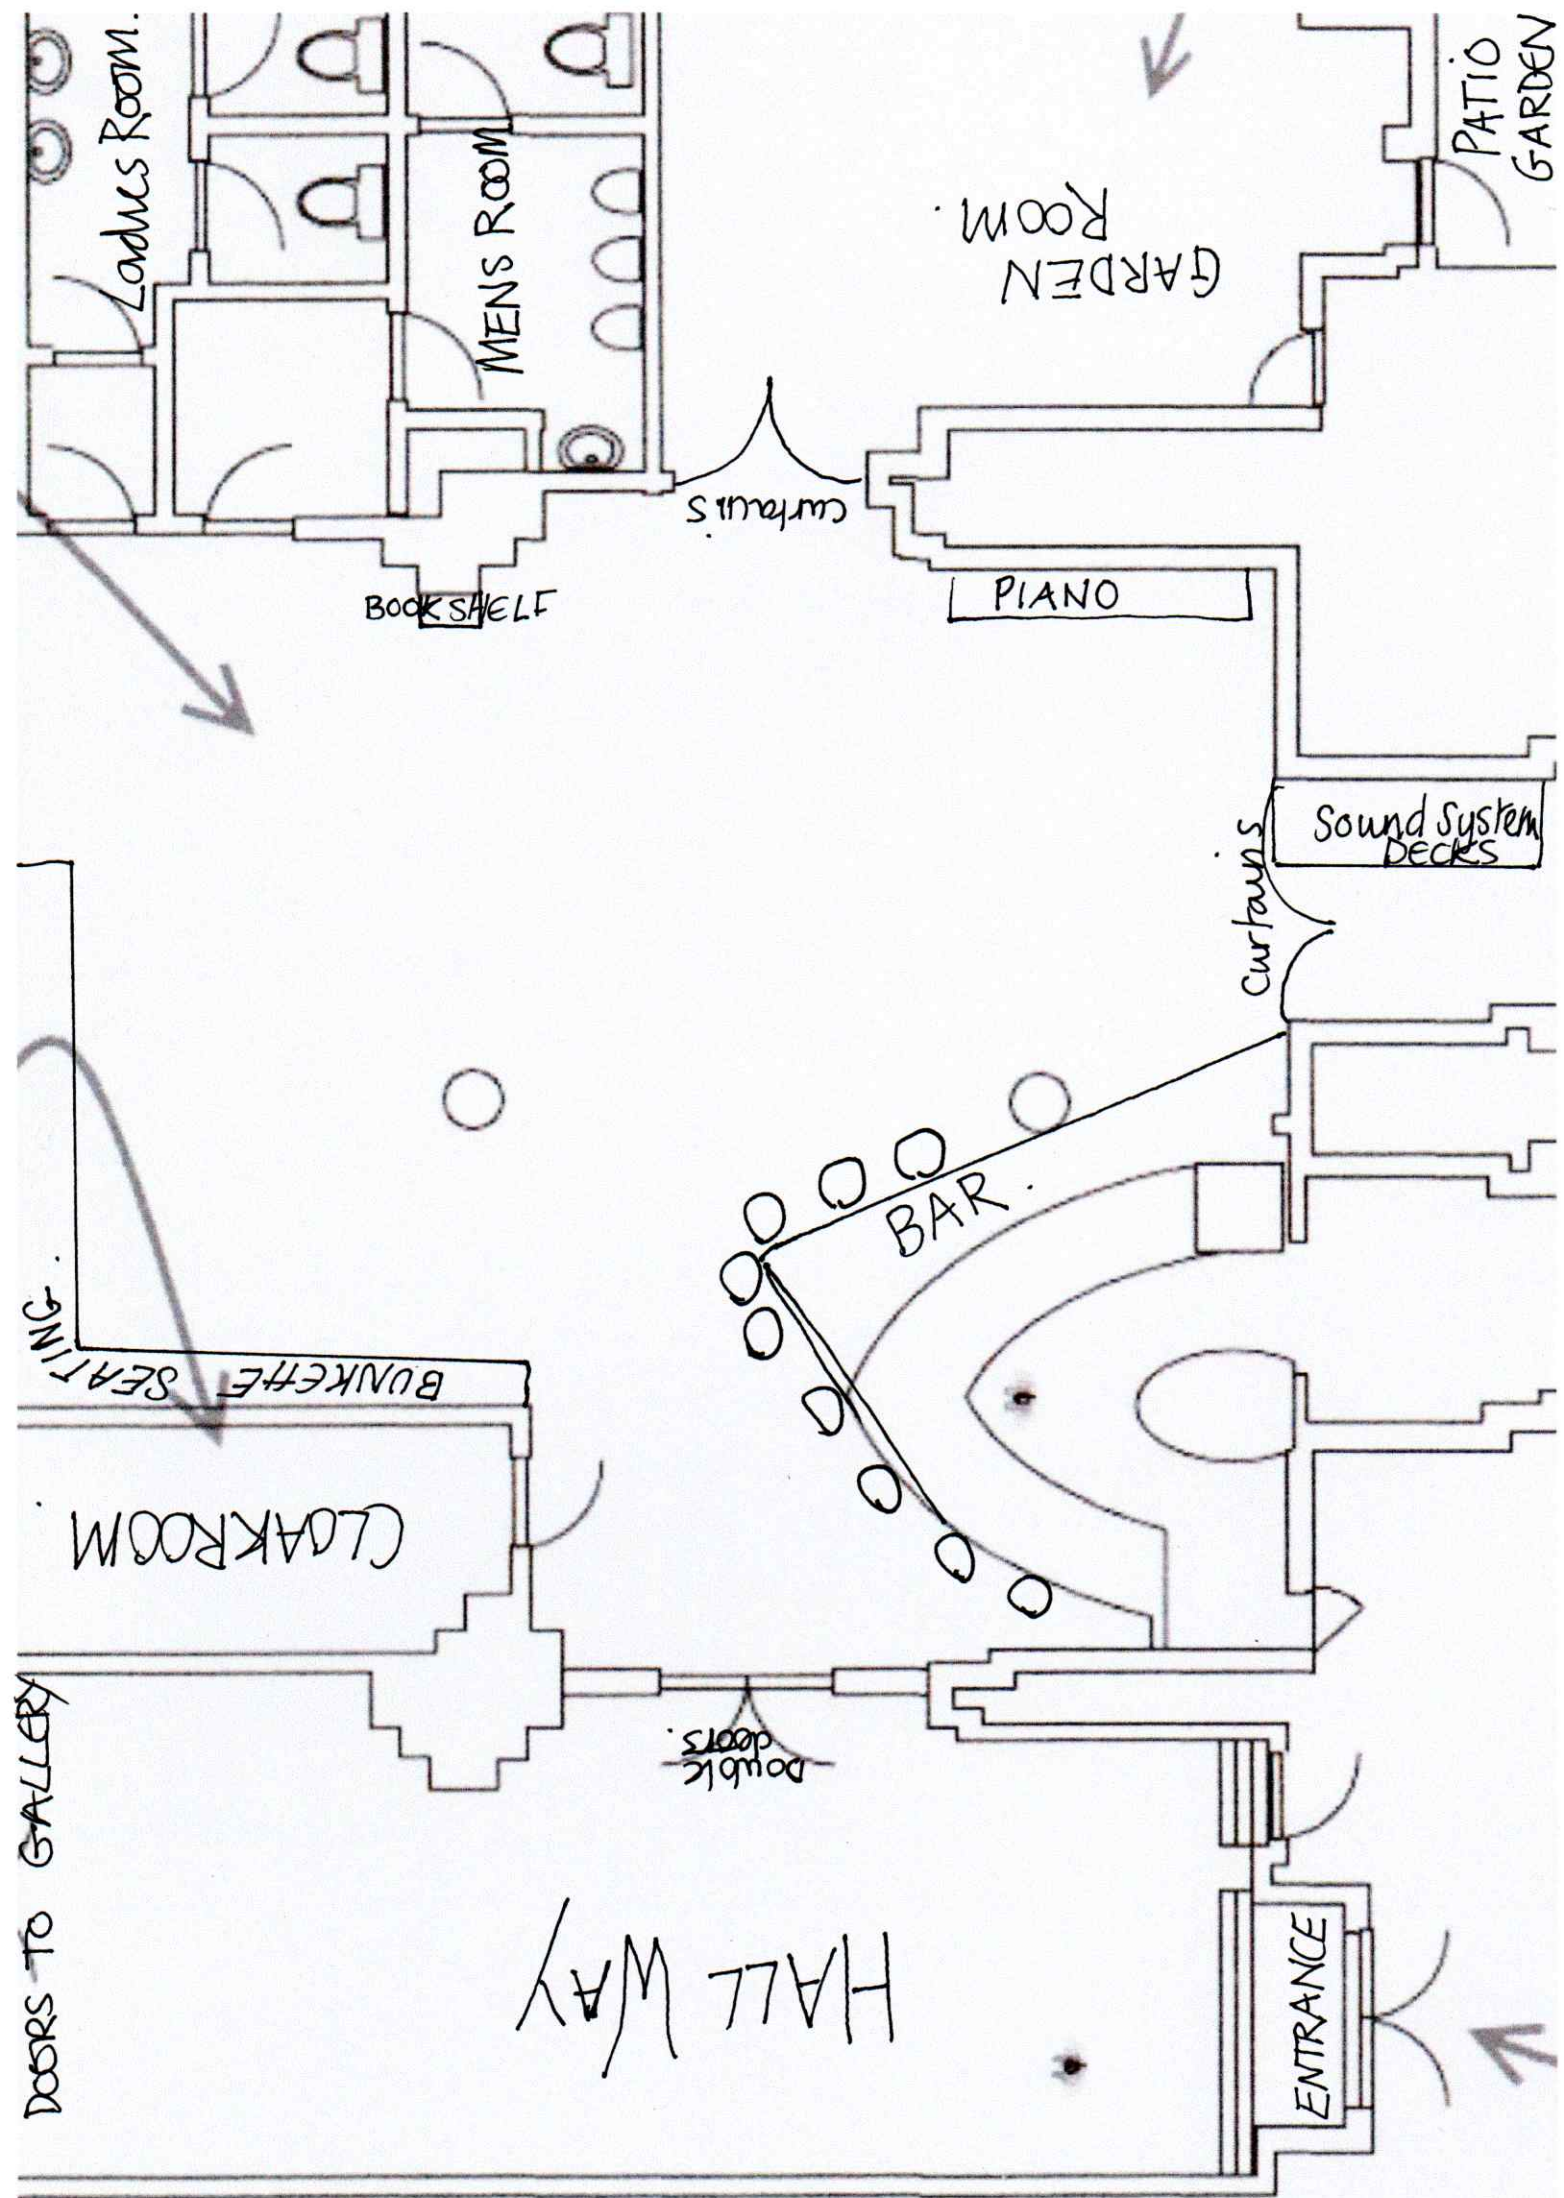 Ladies Room.
MENS ROOM
GARDEN
ROOM.
PATIO
GARDEN
curtains
BOOKSHELF
PIANO
Sound System
DECKS
Curtains
BAR.
BUNKETTE SEATING.
CLOAKROOM
Double
doors.
DOORS TO GALLERY
HALL WAY
ENTRANCE